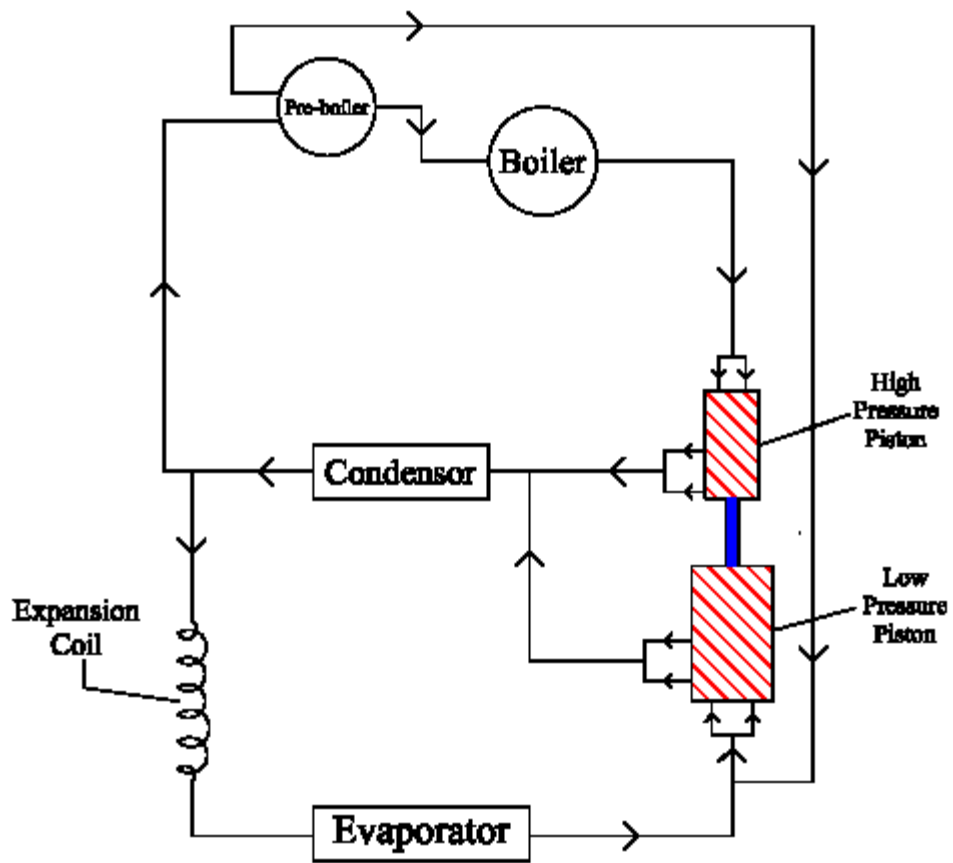 Pre-boiler
Boiler
High
Pressure
Piston
Condensor
Low
Pressure
Piston
Expansion
Coil
Evaporator